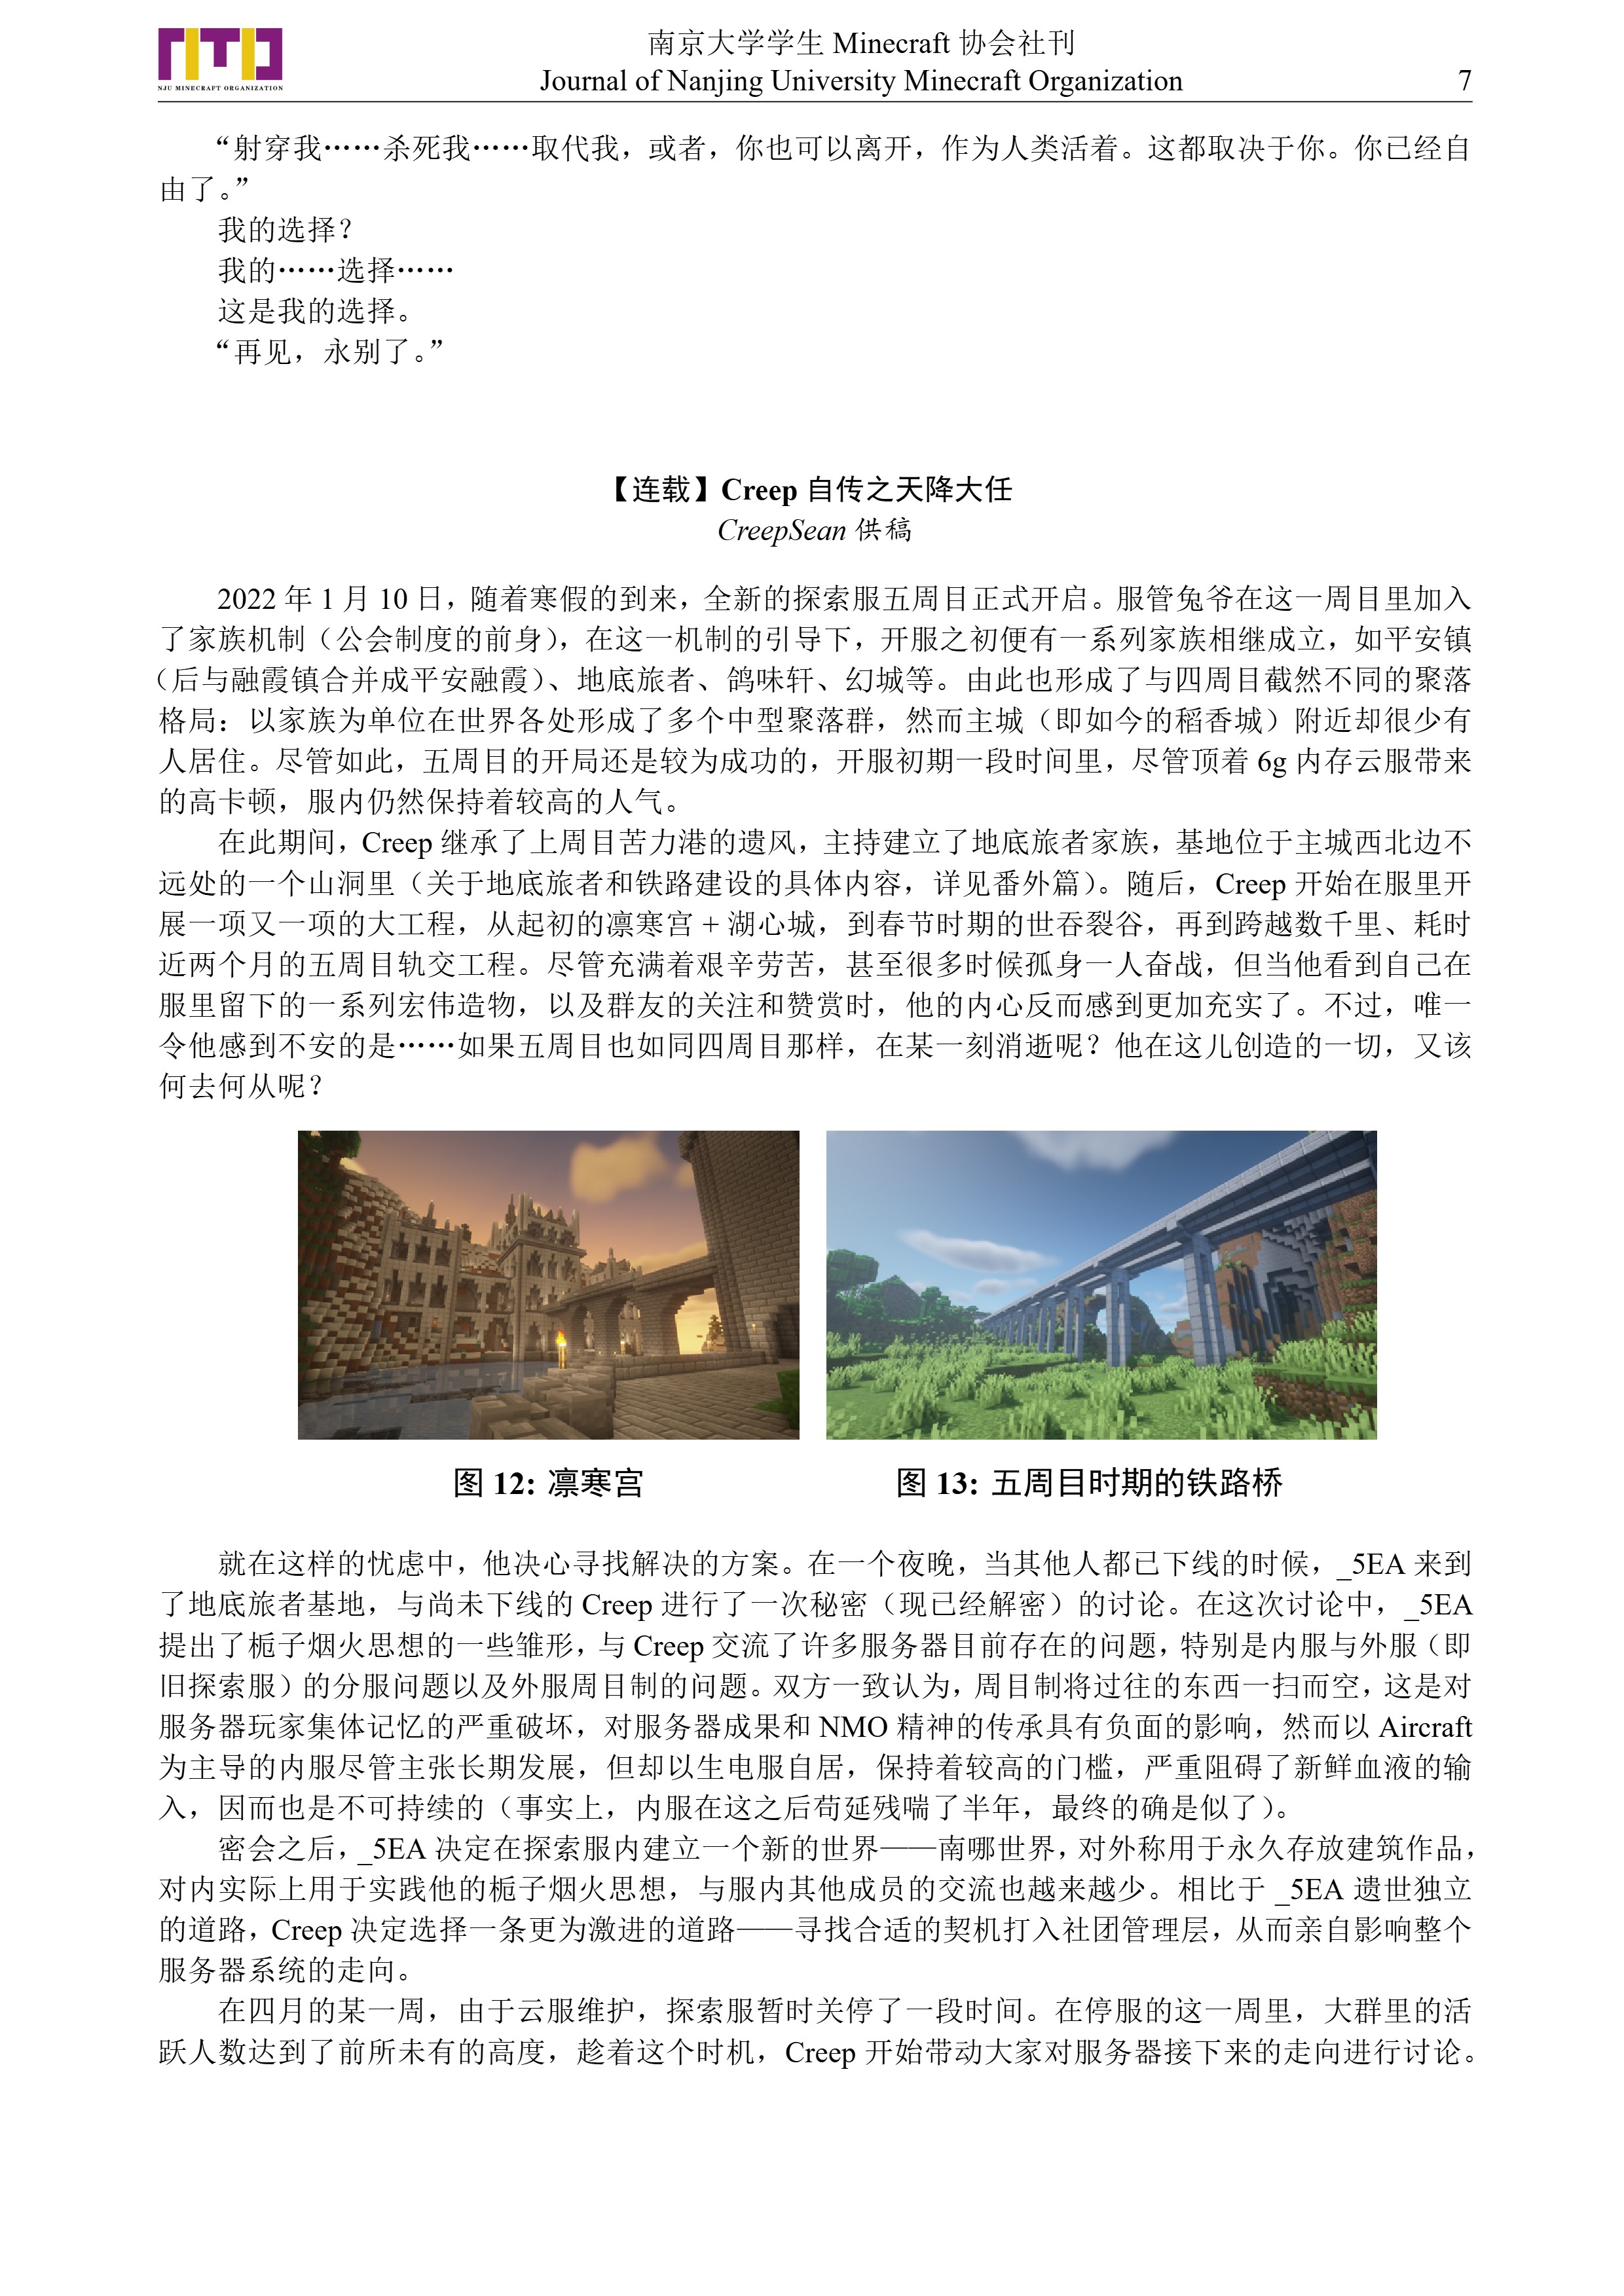 南京大学学生 Minecraft 协会社刊
NJU MINECRAFT ORGANIZATION
Journal of Nanjing University Minecraft Organization
7
“射穿我……杀死我……取代我，或者，你也可以离开，作为人类活着。这都取决于你。你已经自
由了。”
我的选择？
我的……选择……
这是我的选择。
“再见，永别了。”
【连载】Creep 自传之天降大任
CreepSean 供稿
2022 年 1 月 10 日，随着寒假的到来，全新的探索服五周目正式开启。服管兔爷在这一周目里加入
了家族机制（公会制度的前身），在这一机制的引导下，开服之初便有一系列家族相继成立，如平安镇
（后与融霞镇合并成平安融霞）、地底旅者、鸽味轩、幻城等。由此也形成了与四周目截然不同的聚落
格局：以家族为单位在世界各处形成了多个中型聚落群，然而主城（即如今的稻香城）附近却很少有
人居住。尽管如此，五周目的开局还是较为成功的，开服初期一段时间里，尽管顶着 6g 内存云服带来
的高卡顿，服内仍然保持着较高的人气。
在此期间，Creep 继承了上周目苦力港的遗风，主持建立了地底旅者家族，基地位于主城西北边不
远处的一个山洞里（关于地底旅者和铁路建设的具体内容，详见番外篇）。随后，Creep 开始在服里开
展一项又一项的大工程，从起初的凛寒宫 + 湖心城，到春节时期的世吞裂谷，再到跨越数千里、耗时
近两个月的五周目轨交工程。尽管充满着艰辛劳苦，甚至很多时候孤身一人奋战，但当他看到自己在
服里留下的一系列宏伟造物，以及群友的关注和赞赏时，他的内心反而感到更加充实了。不过，唯一
令他感到不安的是……如果五周目也如同四周目那样，在某一刻消逝呢？他在这儿创造的一切，又该
何去何从呢？
图 12: 凛寒宫
图 13: 五周目时期的铁路桥
就在这样的忧虑中，他决心寻找解决的方案。在一个夜晚，当其他人都已下线的时候，_5EA 来到
了地底旅者基地，与尚未下线的 Creep 进行了一次秘密（现已经解密）的讨论。在这次讨论中，_5EA
提出了栀子烟火思想的一些雏形，与 Creep 交流了许多服务器目前存在的问题，特别是内服与外服（即
旧探索服）的分服问题以及外服周目制的问题。双方一致认为，周目制将过往的东西一扫而空，这是对
服务器玩家集体记忆的严重破坏，对服务器成果和 NMO 精神的传承具有负面的影响，然而以 Aircraft
为主导的内服尽管主张长期发展，但却以生电服自居，保持着较高的门槛，严重阻碍了新鲜血液的输
入，因而也是不可持续的（事实上，内服在这之后苟延残喘了半年，最终的确是似了）。
密会之后，_5EA 决定在探索服内建立一个新的世界——南哪世界，对外称用于永久存放建筑作品，
对内实际上用于实践他的栀子烟火思想，与服内其他成员的交流也越来越少。相比于 _5EA 遗世独立
的道路，Creep 决定选择一条更为激进的道路——寻找合适的契机打入社团管理层，从而亲自影响整个
服务器系统的走向。
在四月的某一周，由于云服维护，探索服暂时关停了一段时间。在停服的这一周里，大群里的活
跃人数达到了前所未有的高度，趁着这个时机，Creep 开始带动大家对服务器接下来的走向进行讨论。